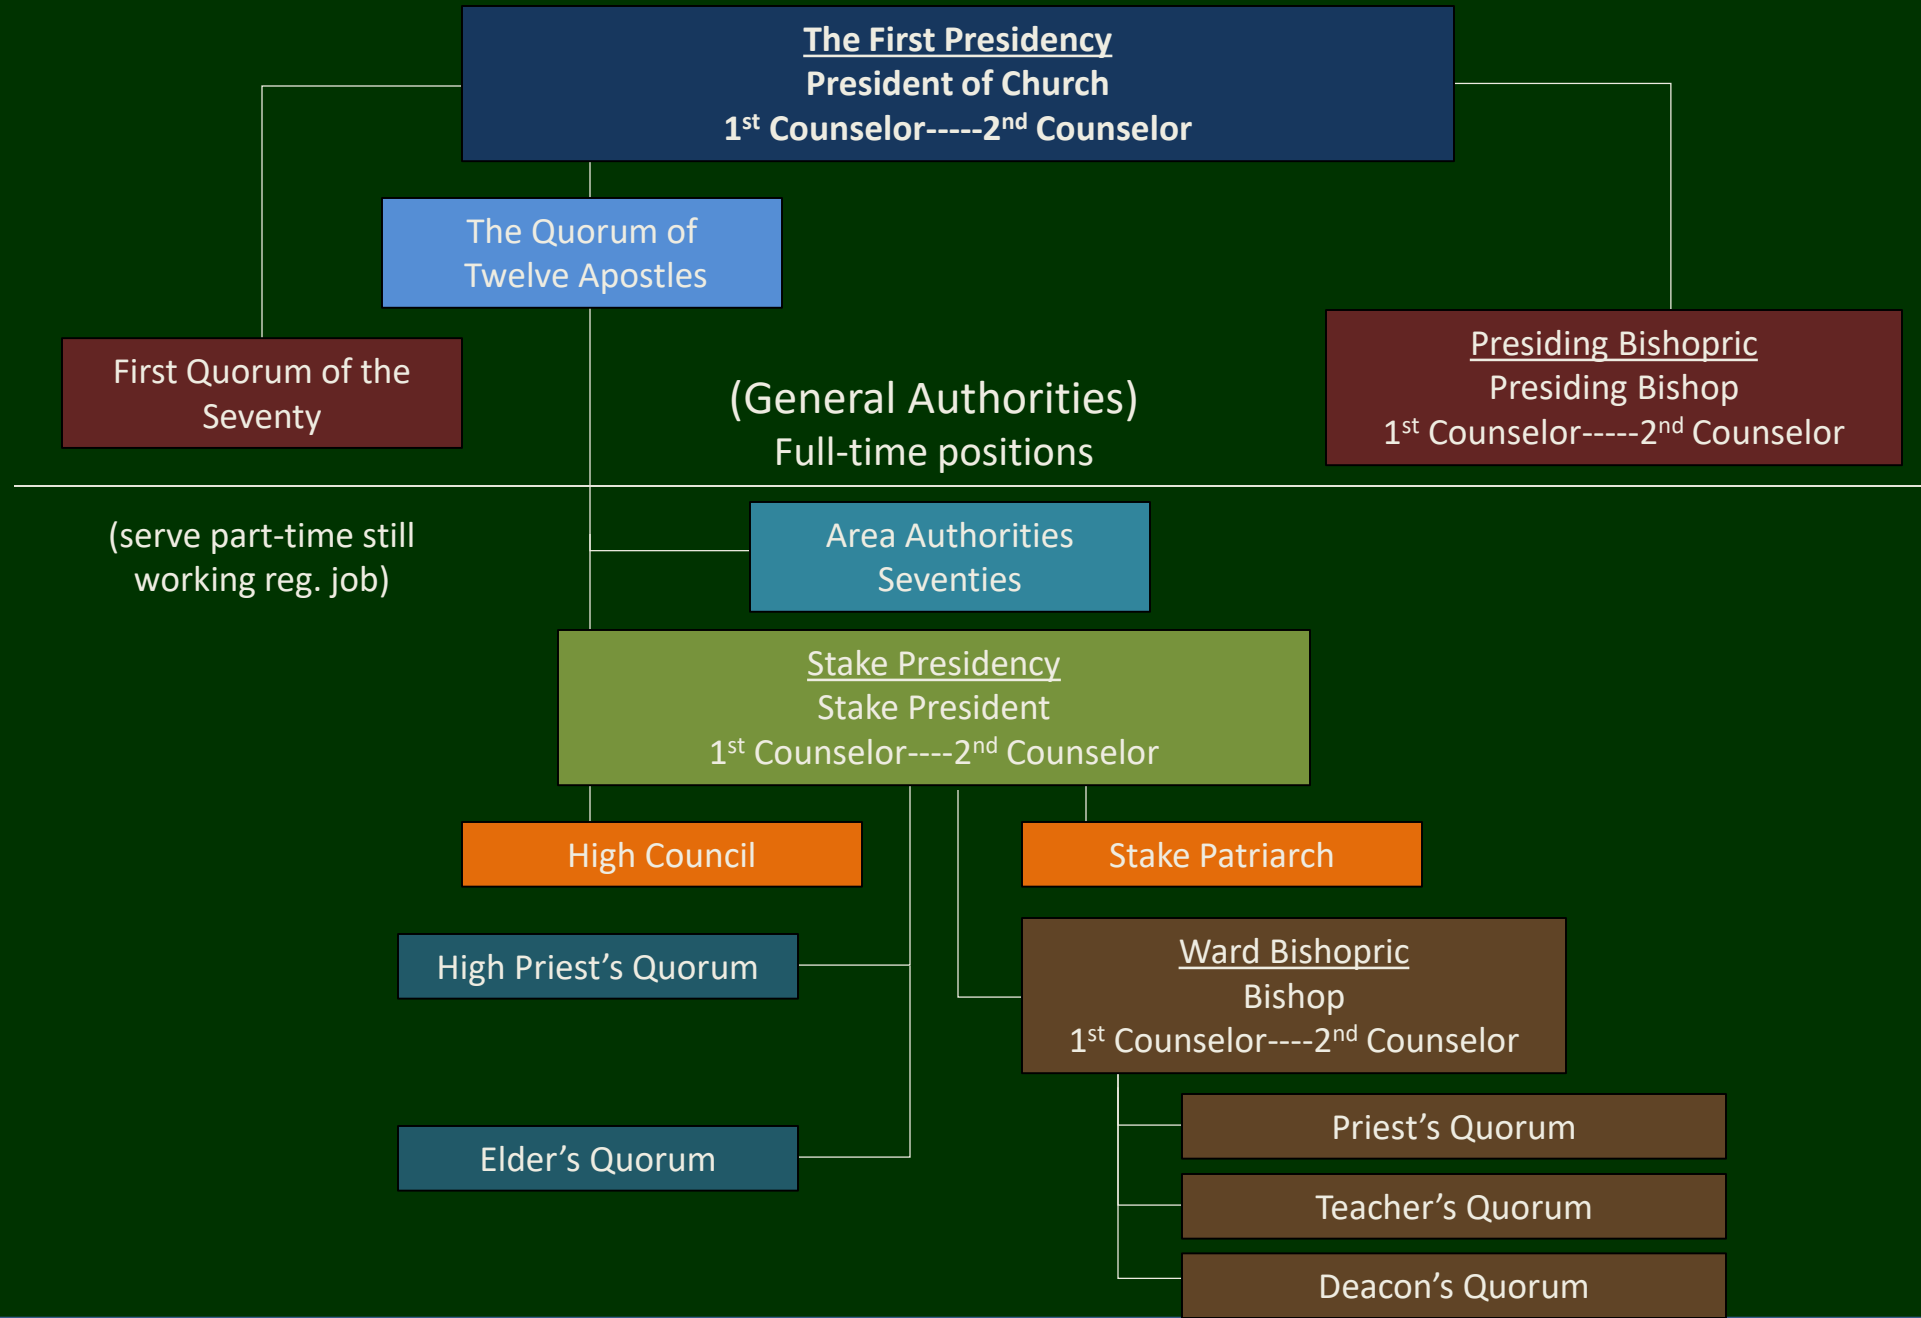 The First Presidency
President of Church
1st Counselor-----2nd Counselor
The Quorum of
Twelve Apostles
First Quorum of the
Seventy
(General Authorities)
Full-time positions
Presiding Bishopric
Presiding Bishop
1st Counselor-----2nd Counselor
(serve part-time still
working reg. job)
Area Authorities
Seventies
Stake Presidency
Stake President
1st Counselor----2nd Counselor
High Council
Stake Patriarch
High Priest’s Quorum
Ward Bishopric
Bishop
1st Counselor----2nd Counselor
Elder’s Quorum
Priest’s Quorum
Teacher’s Quorum
Deacon’s Quorum